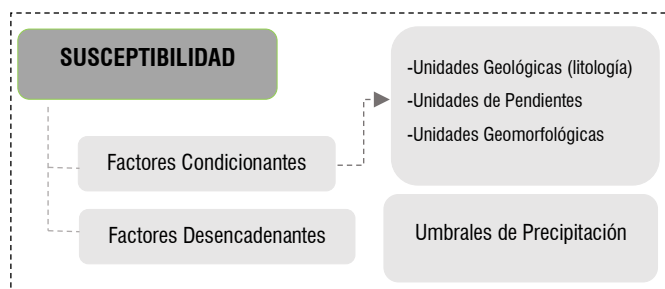 SUSCEPTIBILIDAD
Factores Condicionantes
Factores Desencadenantes
-Unidades Geológicas (litología)
-Unidades de Pendientes
-Unidades Geomorfológicas
Umbrales de Precipitación